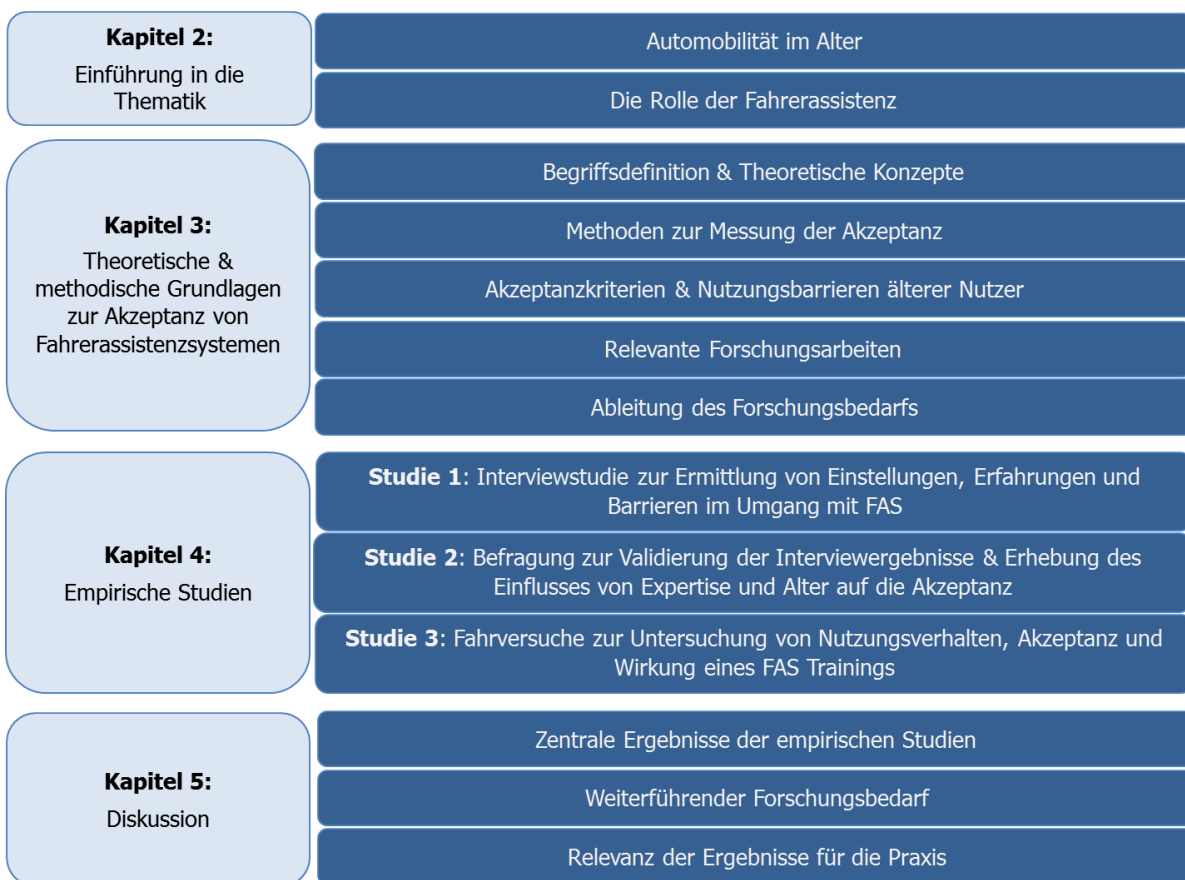 Kapitel 2:
Einführung in die
Thematik
Automobilität im Alter
Die Rolle der Fahrerassistenz
Kapitel 3:
Theoretische &
methodische Grundlagen
zur Akzeptanz von
Fahrerassistenzsystemen
Begriffsdefinition & Theoretische Konzepte
Methoden zur Messung der Akzeptanz
Akzeptanzkriterien & Nutzungsbarrieren älterer Nutzer
Relevante Forschungsarbeiten
Ableitung des Forschungsbedarfs
Kapitel 4:
Empirische Studien
Studie 1: Interviewstudie zur Ermittlung von Einstellungen, Erfahrungen und
Barrieren im Umgang mit FAS
Studie 2: Befragung zur Validierung der Interviewergebnisse & Erhebung des
Einflusses von Expertise und Alter auf die Akzeptanz
Studie 3: Fahrversuche zur Untersuchung von Nutzungsverhalten, Akzeptanz und
Wirkung eines FAS Trainings
Kapitel 5:
Diskussion
Zentrale Ergebnisse der empirischen Studien
Weiterführender Forschungsbedarf
Relevanz der Ergebnisse für die Praxis